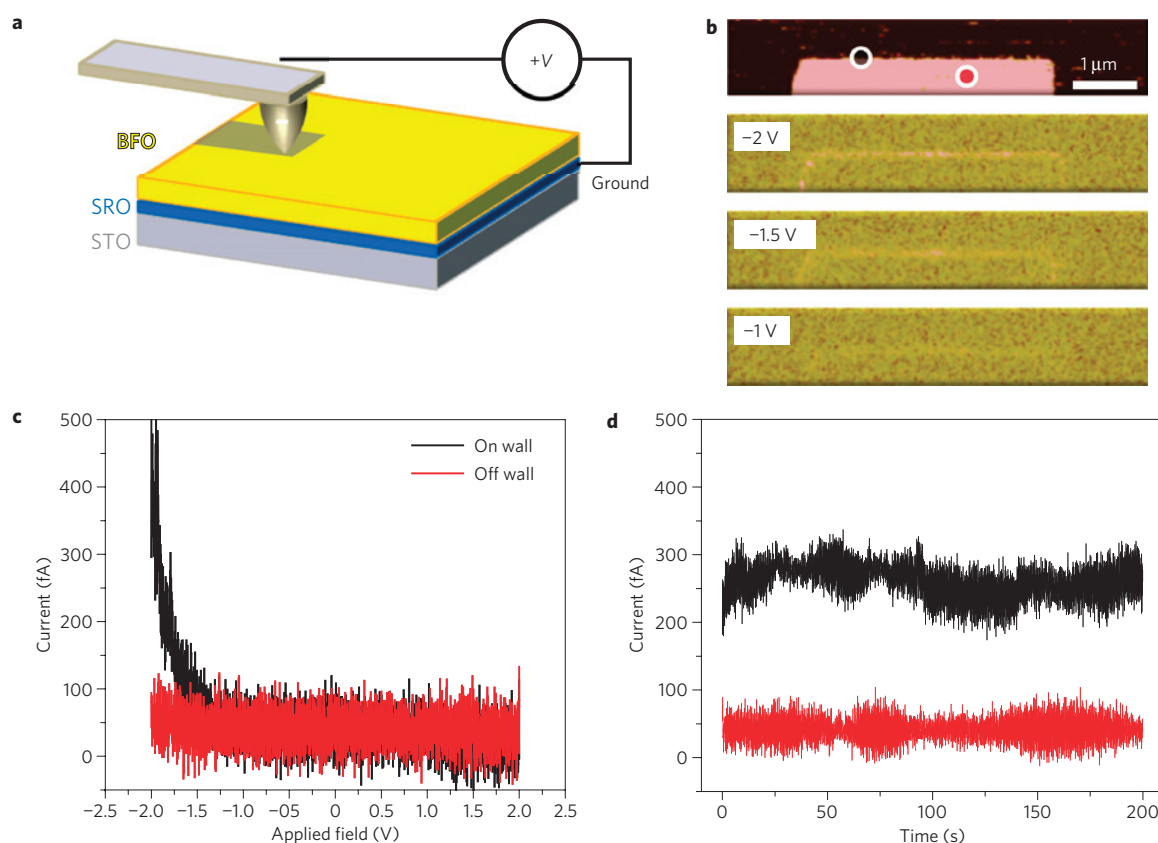 a
+V
BFO
Ground
SRO
STO
b
1 μm
−2 V
−1.5 V
−1 V
c
500
400
300
200
100
0
Current (fA)
On wall
Off wall
−2.5 −2.0 −1.5 −1.0 −0.5 0 0.5 1.0 1.5 2.0 2.5
Applied field (V)
d
500
400
300
200
100
0
Current (fA)
0 50 100 150 200
Time (s)